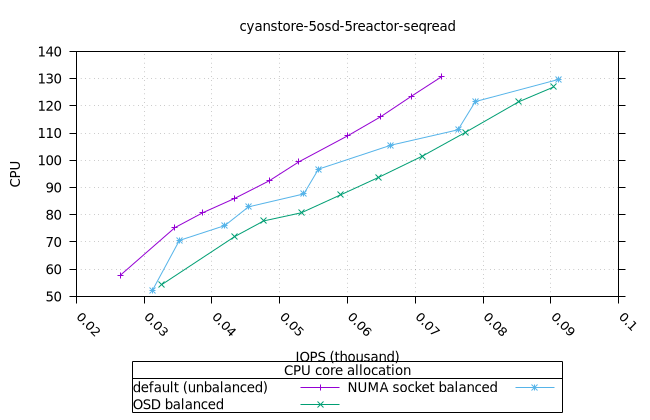 cyanstore-5osd-5reactor-seqread
140
130
120
110
100
90
80
70
60
50
CPU
0.02 0.03 0.04 0.05 0.06 0.07 0.08 0.09 0.1
IOPS (thousand)
CPU core allocation
default (unbalanced) NUMA socket balanced
OSD balanced